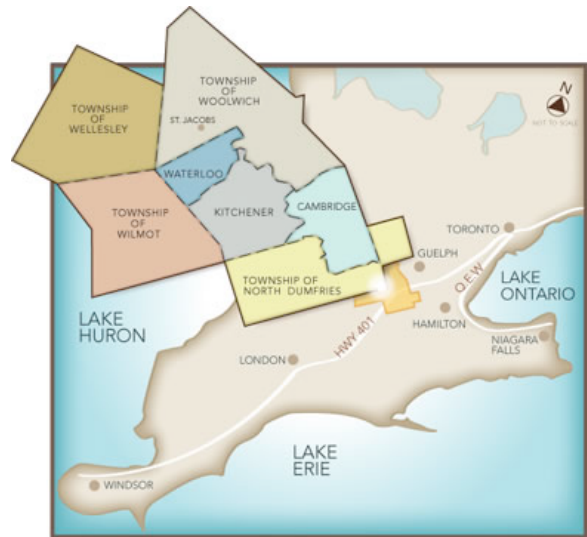 TOWNSHIP
OF
WOOLWICH
TOWNSHIP
OF
WELLESLEY
ST. JACOBS
N
NOT TO SCALE
WATERLOO
TOWNSHIP
OF
WILMOT
KITCHENER
CAMBRIDGE
TORONTO
GUELPH
TOWNSHIP OF
NORTH DUMFRIES
LAKE
ONTARIO
Q.E.W
LAKE
HURON
HAMILTON
HWY 401
NIAGARA
FALLS
LONDON
LAKE
ERIE
WINDSOR